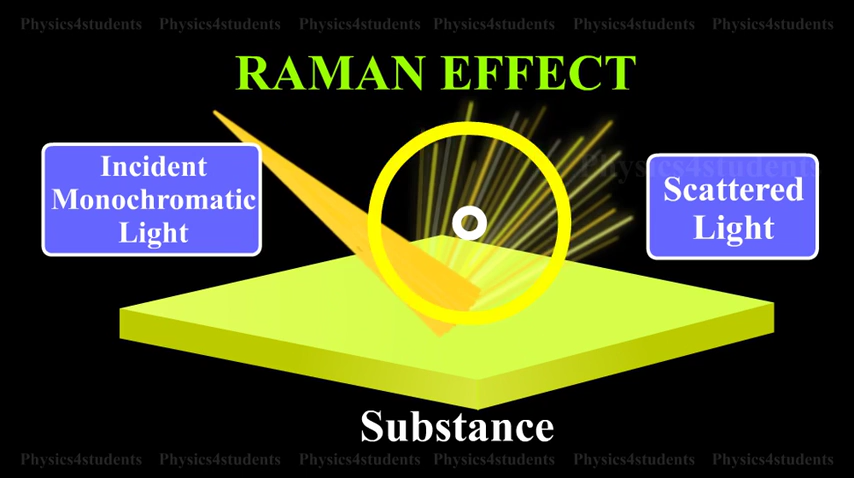 Physics4students Physics4students Physics4students Physics4students Physics4students Physics4students
RAMAN EFFECT
Incident
Monochromatic
Light
Physics4students
Scattered
Light
Substance
Physics4students Physics4students Physics4students Physics4students Physics4students Physics4students